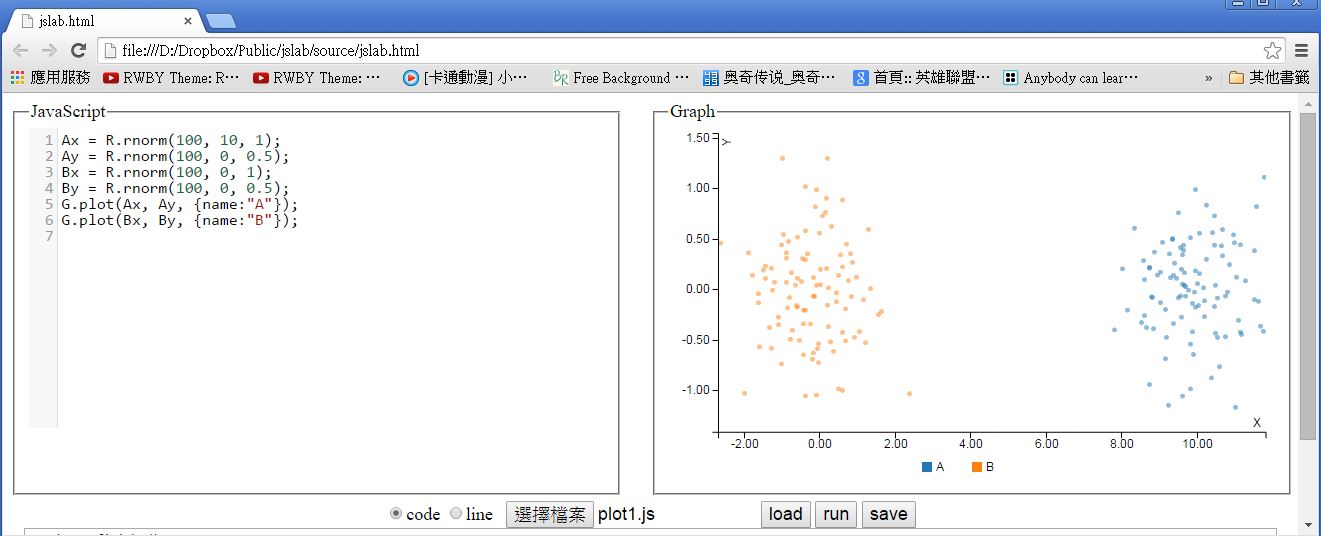 jslab.html
file:///D:/Dropbox/Public/jslab/source/jslab.html
應用服務 RWBY Theme: R… RWBY Theme: … [卡通動漫] 小… Free Background … 奥奇传说_奥奇… 首頁:: 英雄聯盟… Anybody can lear… » 其他書籤
JavaScript
1 Ax = R.rnorm(100, 10, 1);
2 Ay = R.rnorm(100, 0, 0.5);
3 Bx = R.rnorm(100, 0, 1);
4 By = R.rnorm(100, 0, 0.5);
5 G.plot(Ax, Ay, {name:"A"});
6 G.plot(Bx, By, {name:"B"});
7
Graph
Y
1.50
1.00
0.50
0.00
-0.50
-1.00
X
-2.00 0.00 2.00 4.00 6.00 8.00 10.00
A B
code line 選擇檔案 plot1.js load run save